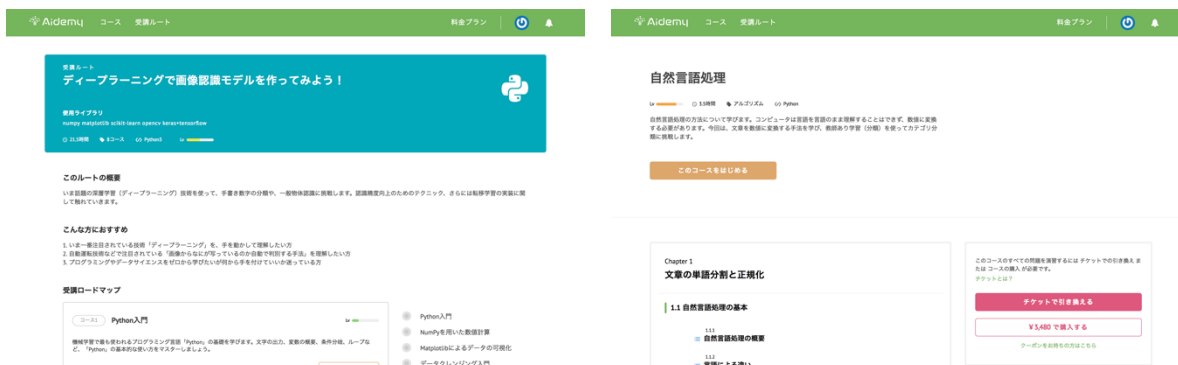 Aidemy コース 受講ルート 料金プラン
受講ルート
ディープラーニングで画像認識モデルを作ってみよう！
使用ライブラリ
numpy matplotlib scikit-learn opencv keras+tensorflow
21.5時間 8コース Python3 Lv
このルートの概要
いま話題の深層学習（ディープラーニング）技術を使って、手書き数字の分類や、一般物体認識に挑戦します。認識精度向上のためのテクニック、さらには転移学習の実装に関
して触れていきます。
こんな方におすすめ
1. いま一番注目されている技術「ディープラーニング」を、手を動かして理解したい方
2. 自動運転技術などで注目されている「画像からなにが写っているのか自動で判別する手法」を理解したい方
3. プログラミングやデータサイエンスをゼロから学びたいが何から手を付けていいか迷っている方
受講ロードマップ
コース1 Python入門 Lv
機械学習で最も使われるプログラミング言語「Python」の基礎を学びます。文字の出力、変数の概要、条件分岐、ループな
ど、「Python」の基本的な使い方をマスターしましょう。
Python入門
NumPyを用いた数値計算
Matplotlibによるデータの可視化
データクレンジング入門
Aidemy コース 受講ルート 料金プラン
自然言語処理
Lv 3.5時間 アルゴリズム Python
自然言語処理の方法について学びます。コンピュータは言語を言語のまま理解することはできず、数値に変換
する必要があります。今回は、文章を数値に変換する手法を学び、教師あり学習（分類）を使ってカテゴリ分
類に挑戦します。
このコースをはじめる
Chapter 1
文章の単語分割と正規化
1.1 自然言語処理の基本
1.1.1
自然言語処理の概要
1.1.2
言語による違い
このコースのすべての問題を演習するには チケットでの引き換え ま
たは コースの購入 が必要です。
チケットとは？
チケットで引き換える
¥3,480 で購入する
クーポンをお持ちの方はこちら